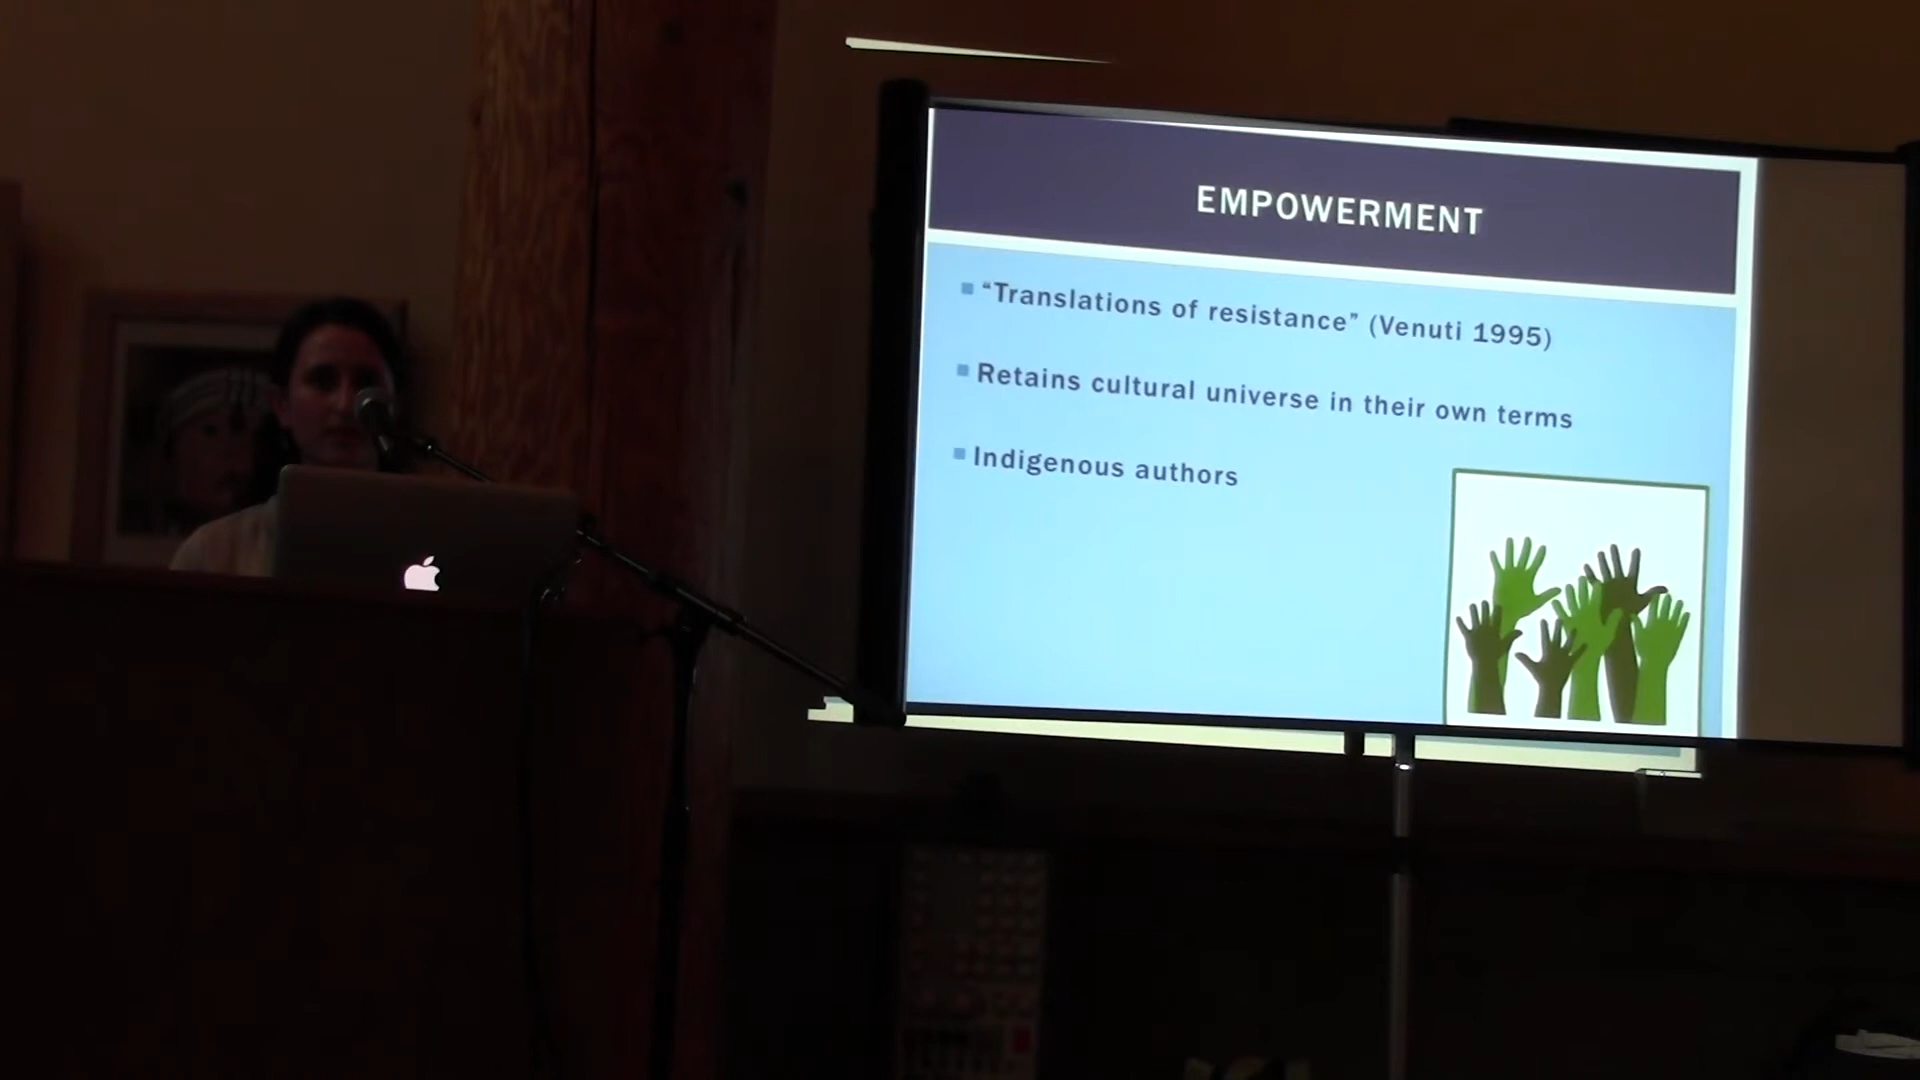 EMPOWERMENT
“Translations of resistance” (Venuti 1995)
Retains cultural universe in their own terms
Indigenous authors